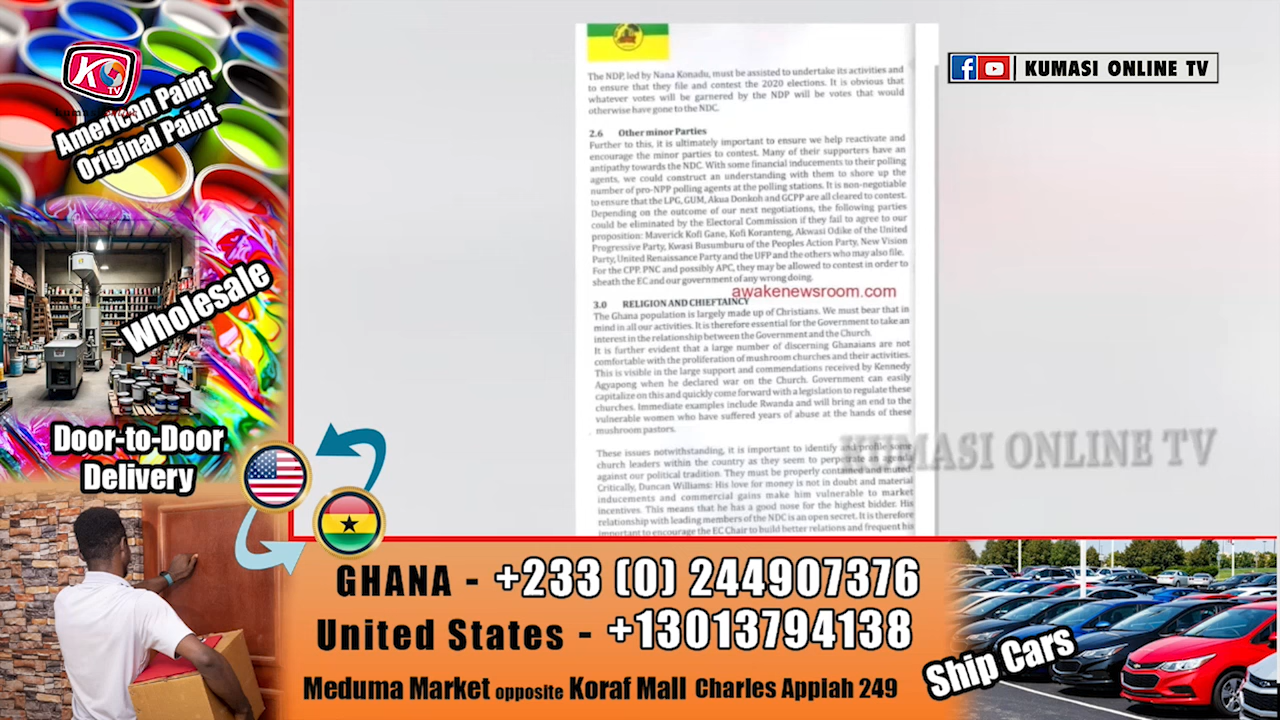 KO
TV
American Paint
Original Paint
Wholesale
Door-to-Door
Delivery
KUMASI ONLINE TV
The NDP, led by Nana Konadu, must be assisted to undertake its activities and
to ensure that they file and contest the 2020 elections. It is obvious that
whatever votes will be garnered by the NDP will be votes that would
otherwise have gone to the NDC.
2.6 Other minor Parties
Further to this, it is ultimately important to ensure we help reactivate and
encourage the minor parties to contest. Many of their supporters have an
antipathy towards the NDC. With some financial inducements to their polling
agents, we could construct an understanding with them to shore up the
number of pro-NPP polling agents at the polling stations. It is non-negotiable
to ensure that the LPG, GUM, Akua Donkoh and GCPP are all cleared to contest.
Depending on the outcome of our next negotiations, the following parties
could be eliminated by the Electoral Commission if they fail to agree to our
proposition: Maverick Kofi Gane, Kofi Koranteng, Akwasi Odike of the United
Progressive Party, Kwasi Busumburu of the Peoples Action Party, New Vision
Party, United Renaissance Party and the UFP and the others who may also file.
For the CPP, PNC and possibly APC, they may be allowed to contest in order to
sheath the EC and our government of any wrong doing.
awakenewsroom.com
3.0 RELIGION AND CHIEFTAINCY
The Ghana population is largely made up of Christians. We must bear that in
mind in all our activities. It is therefore essential for the Government to take an
interest in the relationship between the Government and the Church.
It is further evident that a large number of discerning Ghanaians are not
comfortable with the proliferation of mushroom churches and their activities.
This is visible in the large support and commendations received by Kennedy
Agyapong when he declared war on the Church. Government can easily
capitalize on this and quickly come forward with a legislation to regulate these
churches. Immediate examples include Rwanda and will bring an end to the
vulnerable women who have suffered years of abuse at the hands of these
mushroom pastors.
These issues notwithstanding, it is important to identify and profile some
church leaders within the country as they seem to perpetrate an agenda
against our political tradition. They must be properly contained and muted.
Critically, Duncan Williams: His love for money is not in doubt and material
inducements and commercial gains make him vulnerable to market
incentives. This means that he has a good nose for the highest bidder. His
relationship with leading members of the NDC is an open secret. It is therefore
important to encourage the EC Chair to build better relations and frequent his
KUMASI ONLINE TV
GHANA - +233 (0) 244907376
United States - +13013794138
Meduma Market opposite Koraf Mall Charles Appiah 249
Ship Cars